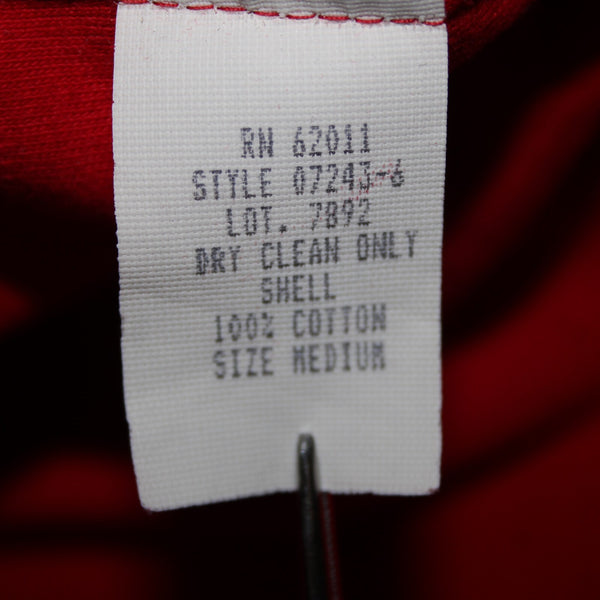 RN 62011
STYLE 07243-6
LOT. 7892
DRY CLEAN ONLY
SHELL
100% COTTON
SIZE MEDIUM